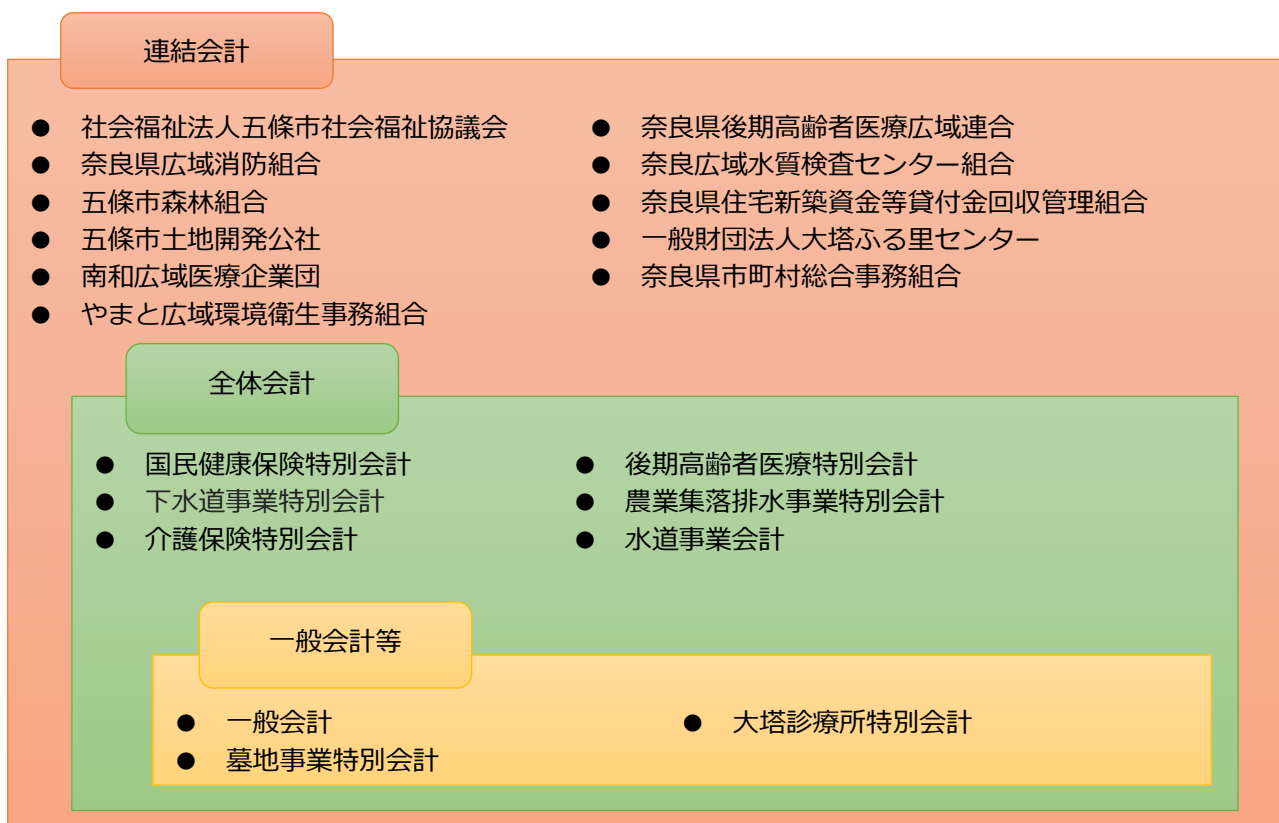 連結会計
● 社会福祉法人五條市社会福祉協議会
● 奈良県広域消防組合
● 五條市森林組合
● 五條市土地開発公社
● 南和広域医療企業団
● やまと広域環境衛生事務組合
● 奈良県後期高齢者医療広域連合
● 奈良広域水質検査センター組合
● 奈良県住宅新築資金等貸付金回収管理組合
● 一般財団法人大塔ふる里センター
● 奈良県市町村総合事務組合
全体会計
● 国民健康保険特別会計
● 下水道事業特別会計
● 介護保険特別会計
● 後期高齢者医療特別会計
● 農業集落排水事業特別会計
● 水道事業会計
一般会計等
● 一般会計
● 墓地事業特別会計
● 大塔診療所特別会計